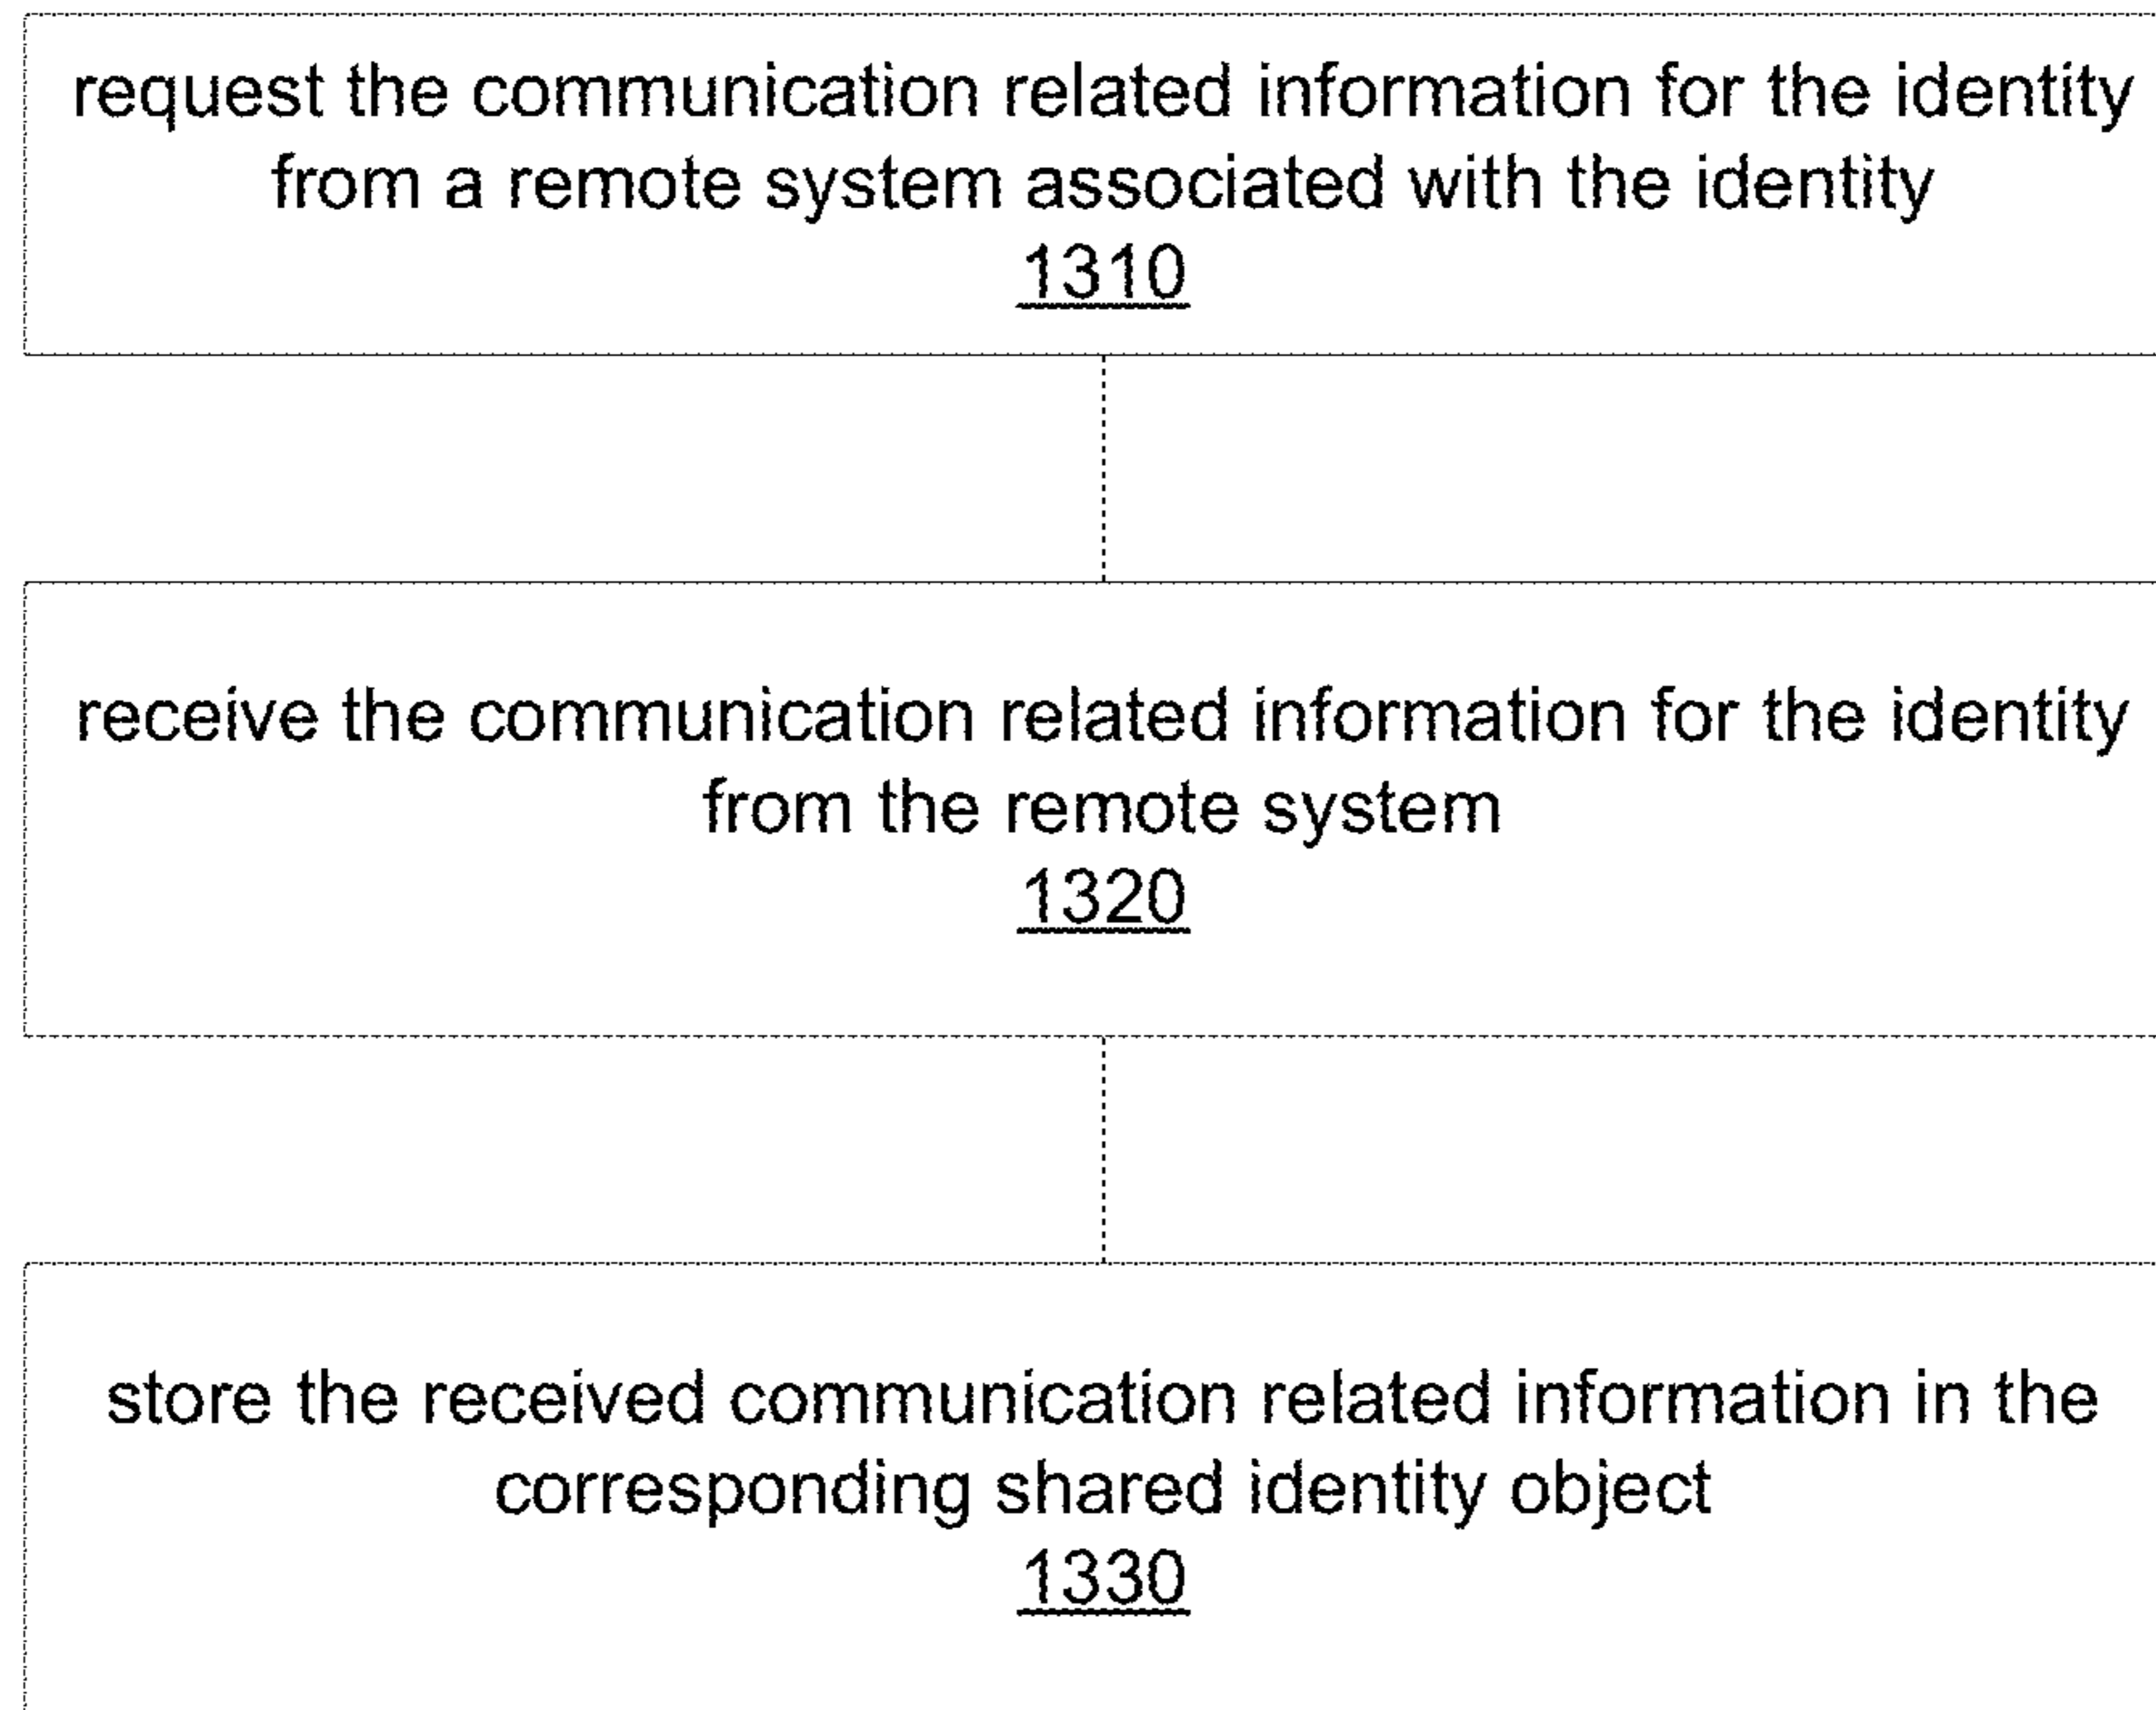 request the communication related information for the identity
from a remote system associated with the identity
1310
receive the communication related information for the identity
from the remote system
1320
store the received communication related information in the
corresponding shared identity object
1330